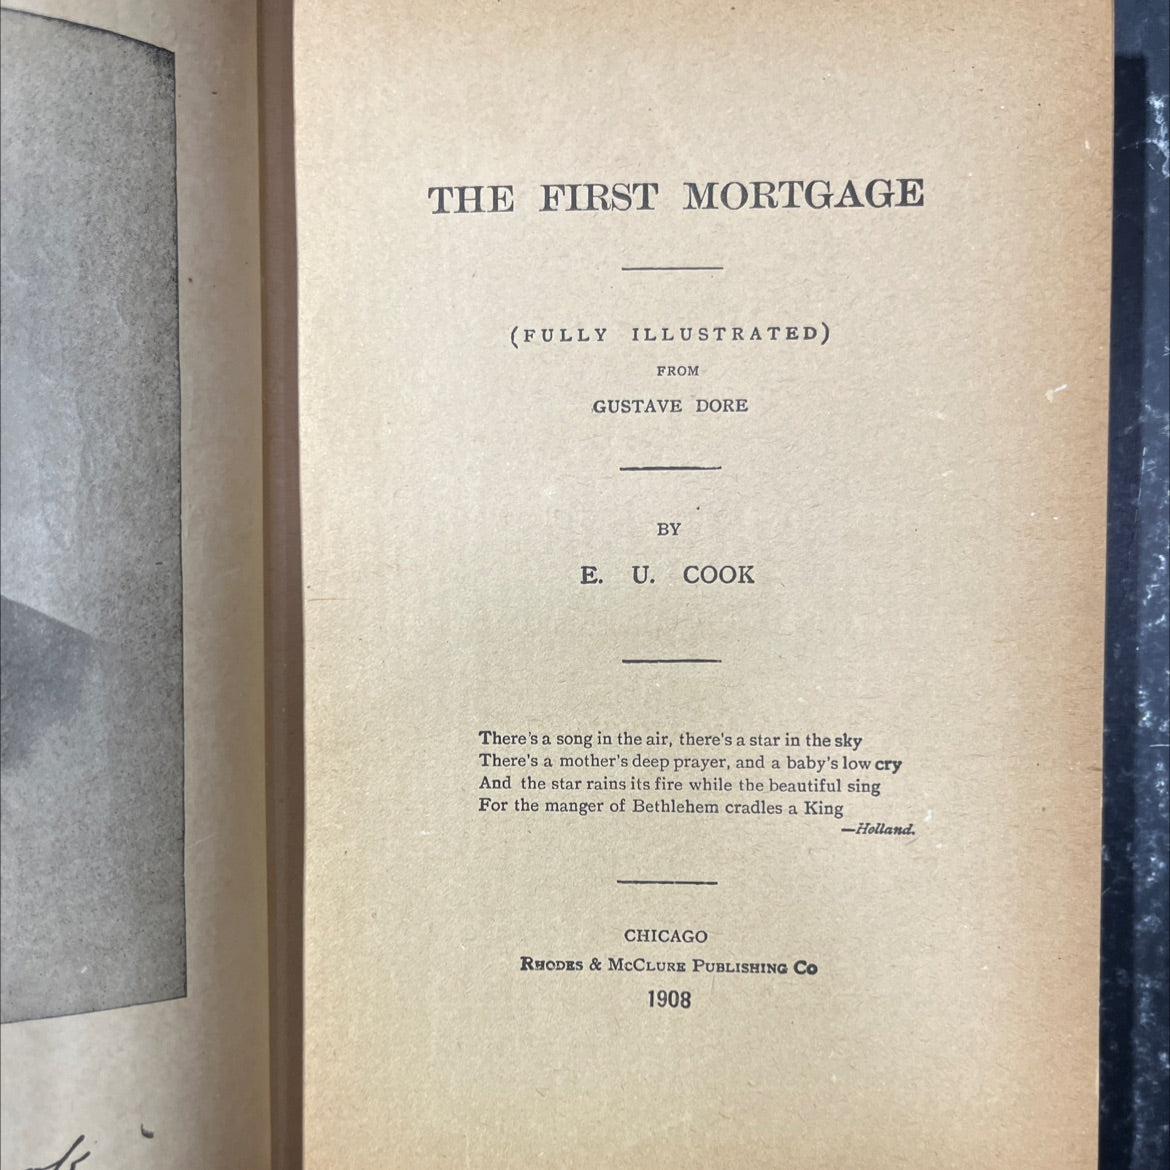 THE FIRST MORTGAGE
(FULLY ILLUSTRATED)
FROM
GUSTAVE DORE
BY
E. U. COOK
There's a song in the air, there's a star in the sky
There's a mother's deep prayer, and a baby's low cry
And the star rains its fire while the beautiful sing
For the manger of Bethlehem cradles a King
—Holland.
CHICAGO
RHODES & MCCLURE PUBLISHING CO
1908